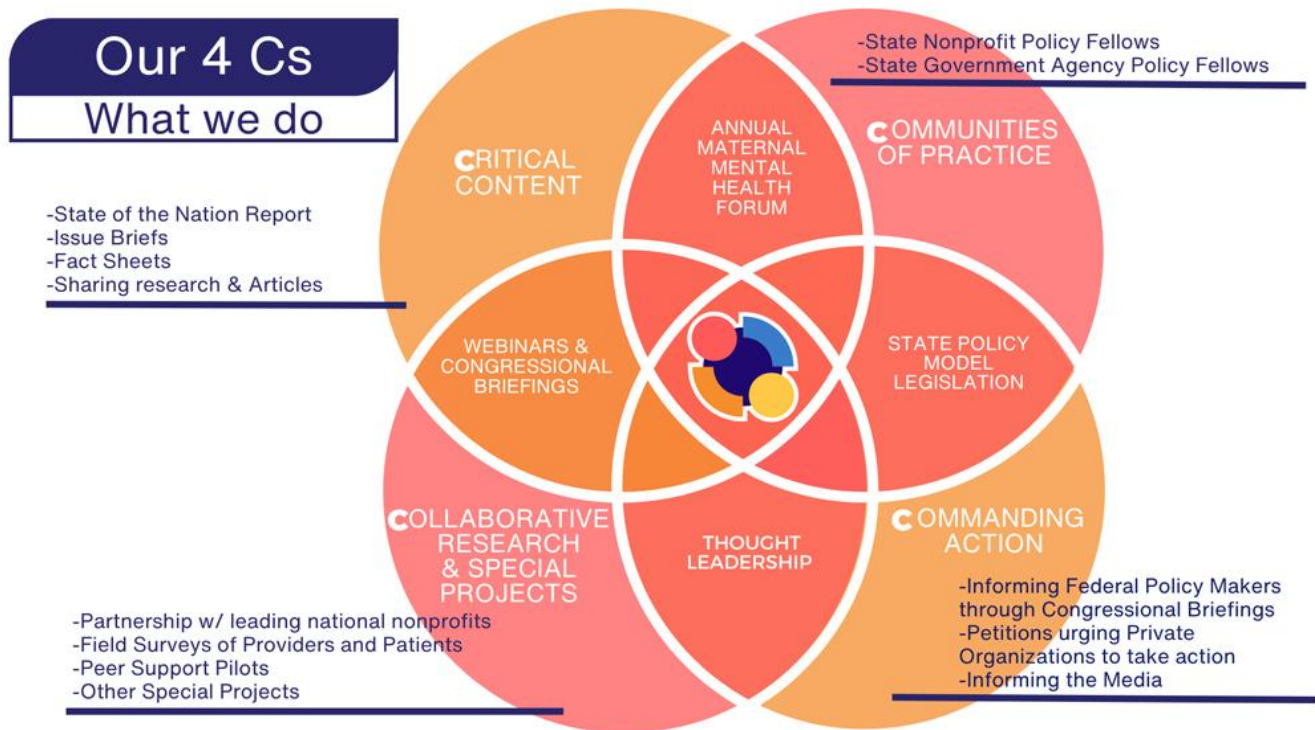 Our 4 Cs
What we do
-State Nonprofit Policy Fellows
-State Government Agency Policy Fellows
CRITICAL
CONTENT
ANNUAL
MATERNAL
MENTAL
HEALTH
FORUM
COMMUNITIES
OF PRACTICE
-State of the Nation Report
-Issue Briefs
-Fact Sheets
-Sharing research & Articles
WEBINARS &
CONGRESSIONAL
BRIEFINGS
STATE POLICY
MODEL
LEGISLATION
COLLABORATIVE
RESEARCH
& SPECIAL
PROJECTS
THOUGHT
LEADERSHIP
COMMANDING
ACTION
-Partnership w/ leading national nonprofits
-Field Surveys of Providers and Patients
-Peer Support Pilots
-Other Special Projects
-Informing Federal Policy Makers
through Congressional Briefings
-Petitions urging Private
Organizations to take action
-Informing the Media